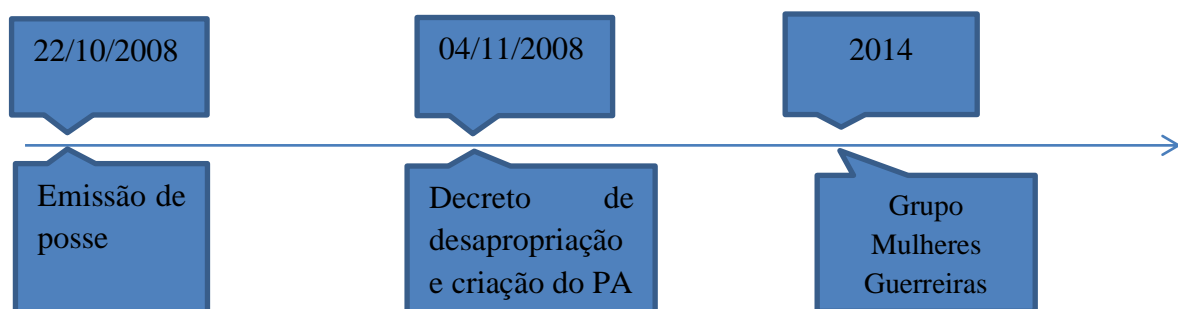 22/10/2008
04/11/2008
2014
Emissão de
posse
Decreto de
desapropriação
e criação do PA
Grupo
Mulheres
Guerreiras